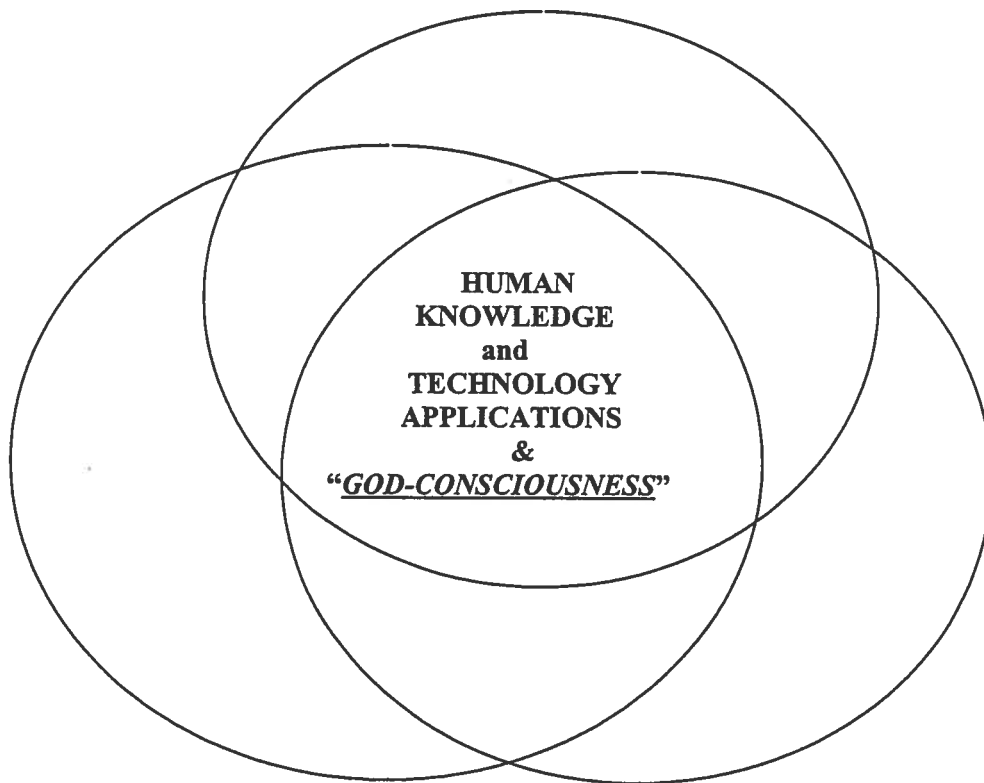 HUMAN
KNOWLEDGE
and
TECHNOLOGY
APPLICATIONS
&
“GOD-CONSCIOUSNESS”